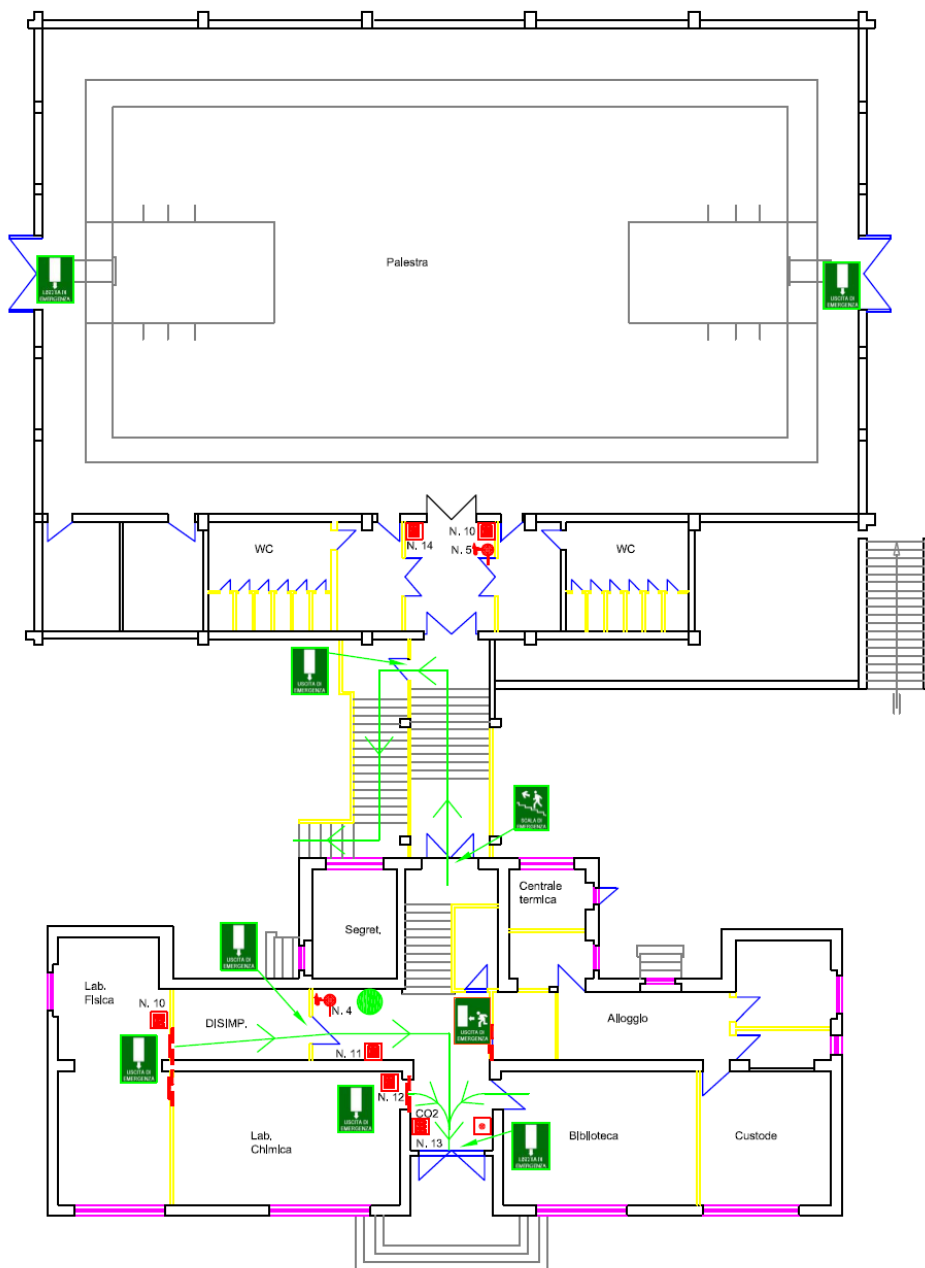 Palestra
USCITA DI
EMERGENZA
USCITA DI
EMERGENZA
N. 14
N. 10
N. 5
WC
WC
USCITA DI
EMERGENZA
SCALA DI
EMERGENZA
Centrale
termica
Segret.
USCITA DI
EMERGENZA
Lab.
Fisica
N. 10
DISIMP.
N. 4
USCITA DI
EMERGENZA
Alloggio
USCITA DI
EMERGENZA
N. 11
N. 12
USCITA DI
EMERGENZA
CO2
N. 13
Lab.
Chimica
USCITA DI
EMERGENZA
Biblioteca
Custode